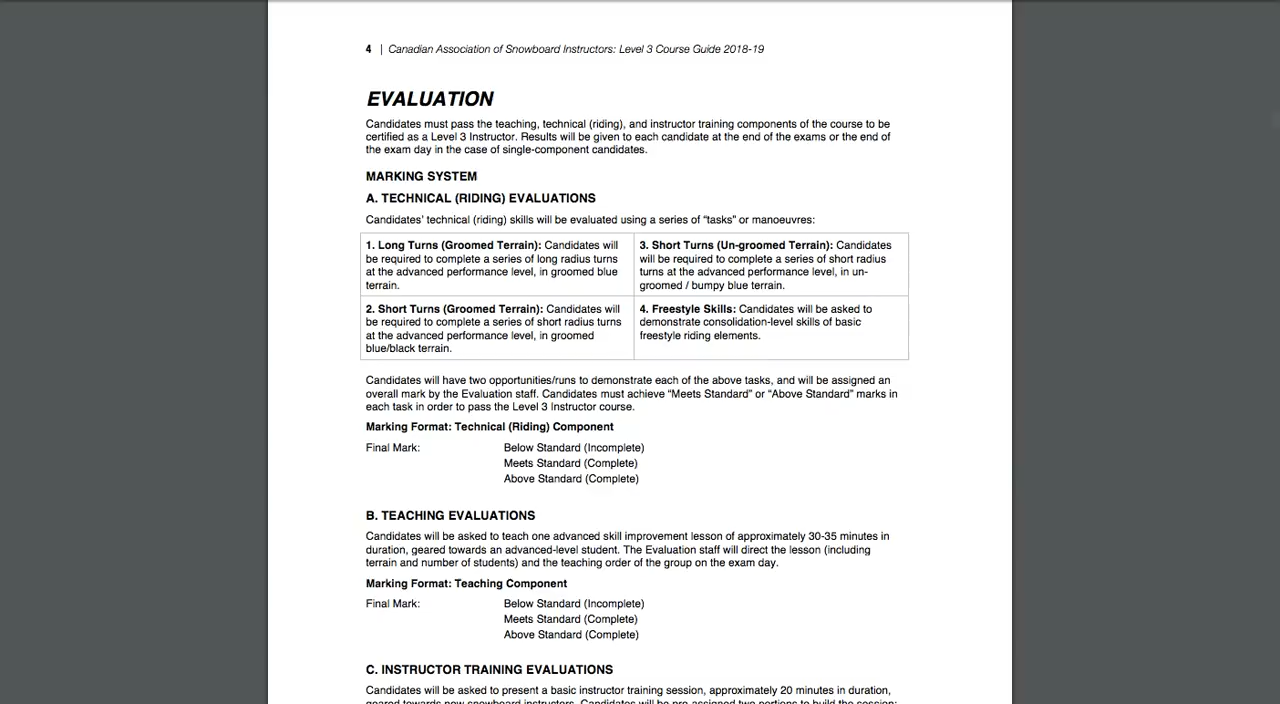 4 | Canadian Association of Snowboard Instructors: Level 3 Course Guide 2018-19
EVALUATION
Candidates must pass the teaching, technical (riding), and instructor training components of the course to be
certified as a Level 3 Instructor. Results will be given to each candidate at the end of the exams or the end of
the exam day in the case of single-component candidates.
MARKING SYSTEM
A. TECHNICAL (RIDING) EVALUATIONS
Candidates' technical (riding) skills will be evaluated using a series of “tasks” or manoeuvres:
1. Long Turns (Groomed Terrain): Candidates will
be required to complete a series of long radius turns
at the advanced performance level, in groomed blue
terrain.
3. Short Turns (Un-groomed Terrain): Candidates
will be required to complete a series of short radius
turns at the advanced performance level, in un-
groomed / bumpy blue terrain.
2. Short Turns (Groomed Terrain): Candidates will
be required to complete a series of short radius turns
at the advanced performance level, in groomed
blue/black terrain.
4. Freestyle Skills: Candidates will be asked to
demonstrate consolidation-level skills of basic
freestyle riding elements.
Candidates will have two opportunities/runs to demonstrate each of the above tasks, and will be assigned an
overall mark by the Evaluation staff. Candidates must achieve “Meets Standard” or “Above Standard” marks in
each task in order to pass the Level 3 Instructor course.
Marking Format: Technical (Riding) Component
Final Mark: Below Standard (Incomplete)
Meets Standard (Complete)
Above Standard (Complete)
B. TEACHING EVALUATIONS
Candidates will be asked to teach one advanced skill improvement lesson of approximately 30-35 minutes in
duration, geared towards an advanced-level student. The Evaluation staff will direct the lesson (including
terrain and number of students) and the teaching order of the group on the exam day.
Marking Format: Teaching Component
Final Mark: Below Standard (Incomplete)
Meets Standard (Complete)
Above Standard (Complete)
C. INSTRUCTOR TRAINING EVALUATIONS
Candidates will be asked to present a basic instructor training session, approximately 20 minutes in duration,
geared towards new snowboard instructors. Candidates will be pre-assigned two portions to build the session: